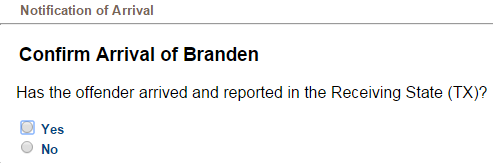 Notification of Arrival
Confirm Arrival of Branden
Has the offender arrived and reported in the Receiving State (TX)?
Yes
No